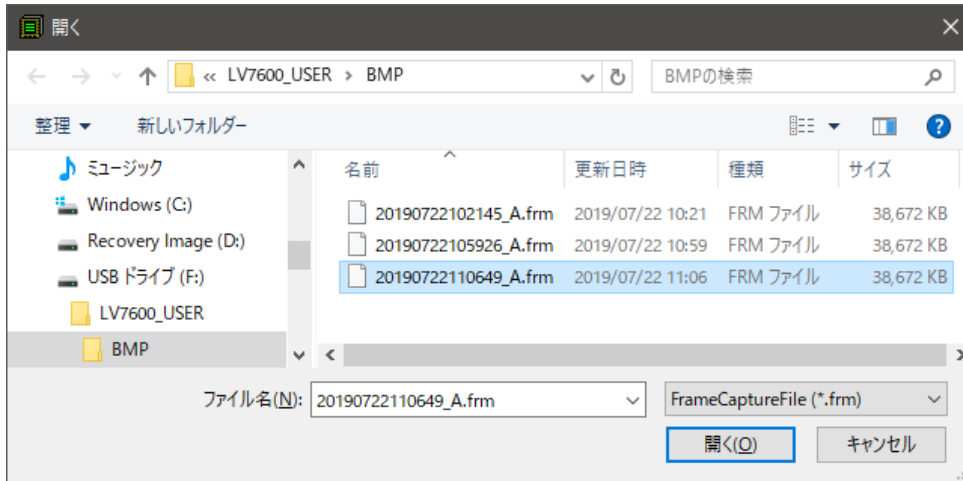 開く
« LV7600_USER > BMP
BMPの検索
整理
新しいフォルダー
ミュージック
Windows (C:)
Recovery Image (D:)
USB ドライブ (F:)
LV7600_USER
BMP
名前 更新日時 種類 サイズ
20190722102145_A.frm 2019/07/22 10:21 FRM ファイル 38,672 KB
20190722105926_A.frm 2019/07/22 10:59 FRM ファイル 38,672 KB
20190722110649_A.frm 2019/07/22 11:06 FRM ファイル 38,672 KB
ファイル名(N): 20190722110649_A.frm
FrameCaptureFile (*.frm)
開く(O)
キャンセル